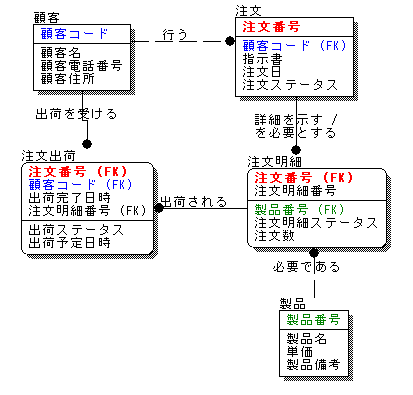 顧客
顧客コード
顧客名
顧客電話番号
顧客住所
行う
注文
注文番号
顧客コード (FK)
指示書
注文日
注文ステータス
出荷を受ける
詳細を示す /
を必要とする
注文出荷
注文番号 (FK)
顧客コード (FK)
出荷完了日時
注文明細番号 (FK)
出荷ステータス
出荷予定日時
出荷される
注文明細
注文番号 (FK)
注文明細番号
製品番号 (FK)
注文明細ステータス
注文数
必要である
製品
製品番号
製品名
単価
製品備考